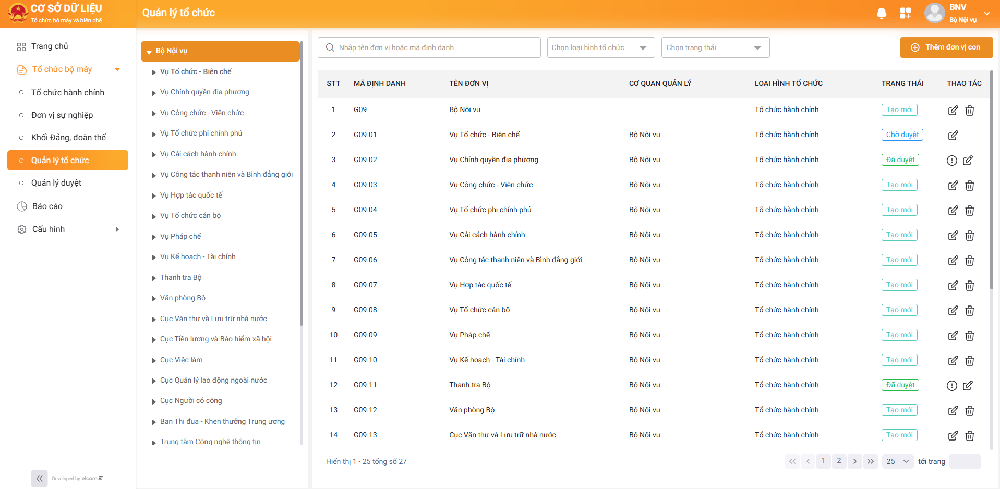 CƠ SỞ DỮ LIỆU
Tổ chức bộ máy và biên chế
Quản lý tổ chức
BNV
Bộ Nội vụ
Trang chủ
Tổ chức bộ máy
Tổ chức hành chính
Đơn vị sự nghiệp
Khối Đảng, đoàn thể
Quản lý tổ chức
Quản lý duyệt
Báo cáo
Cấu hình
Developed by elcom
Bộ Nội vụ
Vụ Tổ chức - Biên chế
Vụ Chính quyền địa phương
Vụ Công chức - Viên chức
Vụ Tổ chức phi chính phủ
Vụ Cải cách hành chính
Vụ Công tác thanh niên và Bình đẳng giới
Vụ Hợp tác quốc tế
Vụ Tổ chức cán bộ
Vụ Pháp chế
Vụ Kế hoạch - Tài chính
Thanh tra Bộ
Văn phòng Bộ
Cục Văn thư và Lưu trữ nhà nước
Cục Tiền lương và Bảo hiểm xã hội
Cục Việc làm
Cục Quản lý lao động ngoài nước
Cục Người có công
Ban Thi đua - Khen thưởng Trung ương
Trung tâm Công nghệ thông tin
Nhập tên đơn vị hoặc mã định danh
Chọn loại hình tổ chức
Chọn trạng thái
Thêm đơn vị con
STT MÃ ĐỊNH DANH TÊN ĐƠN VỊ CƠ QUAN QUẢN LÝ LOẠI HÌNH TỔ CHỨC TRẠNG THÁI THAO TÁC
1 G09 Bộ Nội vụ Tổ chức hành chính Tạo mới
2 G09.01 Vụ Tổ chức - Biên chế Bộ Nội vụ Tổ chức hành chính Chờ duyệt
3 G09.02 Vụ Chính quyền địa phương Bộ Nội vụ Tổ chức hành chính Đã duyệt
4 G09.03 Vụ Công chức - Viên chức Bộ Nội vụ Tổ chức hành chính Tạo mới
5 G09.04 Vụ Tổ chức phi chính phủ Bộ Nội vụ Tổ chức hành chính Tạo mới
6 G09.05 Vụ Cải cách hành chính Bộ Nội vụ Tổ chức hành chính Tạo mới
7 G09.06 Vụ Công tác thanh niên và Bình đẳng giới Bộ Nội vụ Tổ chức hành chính Tạo mới
8 G09.07 Vụ Hợp tác quốc tế Bộ Nội vụ Tổ chức hành chính Tạo mới
9 G09.08 Vụ Tổ chức cán bộ Bộ Nội vụ Tổ chức hành chính Tạo mới
10 G09.09 Vụ Pháp chế Bộ Nội vụ Tổ chức hành chính Tạo mới
11 G09.10 Vụ Kế hoạch - Tài chính Bộ Nội vụ Tổ chức hành chính Tạo mới
12 G09.11 Thanh tra Bộ Bộ Nội vụ Tổ chức hành chính Đã duyệt
13 G09.12 Văn phòng Bộ Bộ Nội vụ Tổ chức hành chính Tạo mới
14 G09.13 Cục Văn thư và Lưu trữ nhà nước Bộ Nội vụ Tổ chức hành chính Tạo mới
Hiển thị 1 - 25 tổng số 27
1 2 25 tới trang